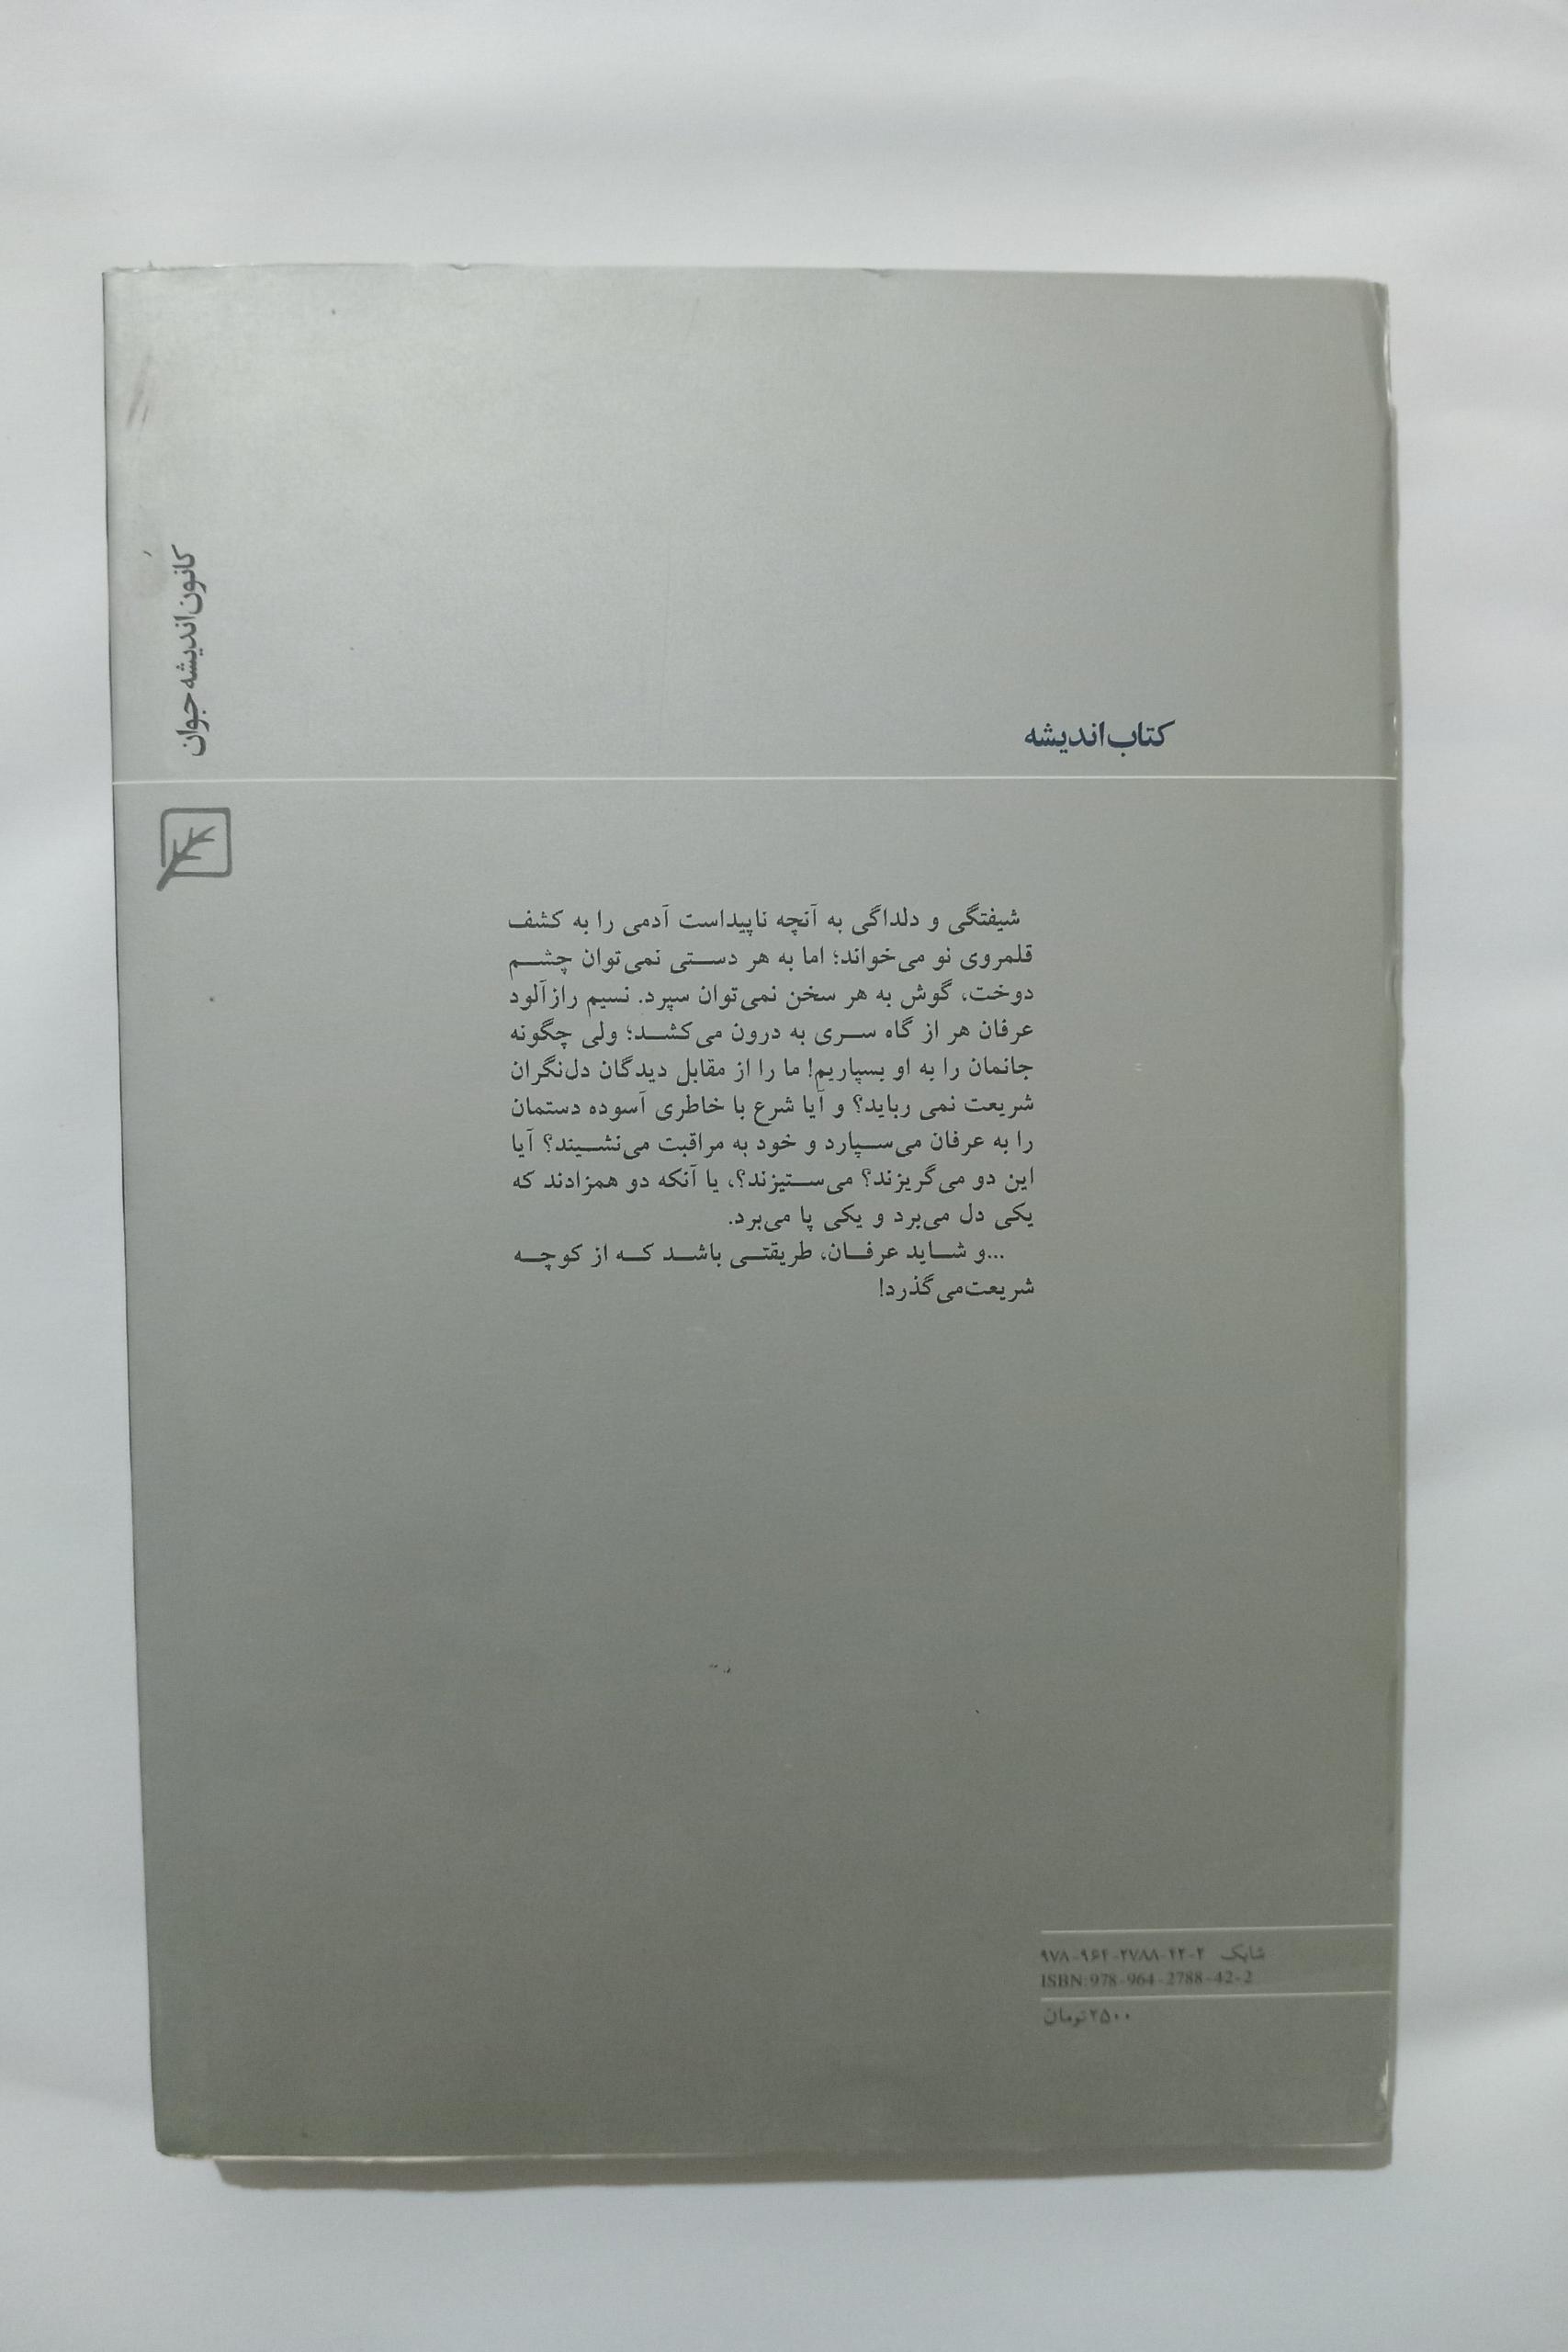 کانون اندیشه جوان
کتاب اندیشه
شیفتگی و دلداگی به آنچه ناپیداست آدمی را به کشف
قلمروی نو می‌خواند؛ اما به هر دستی نمی‌توان چشم
دوخت، گوش به هر سخن نمی‌توان سپرد. نسیم رازآلود
عرفان هر از گاه سری به درون می‌کشد؛ ولی چگونه
جانمان را به او بسپاریم! ما را از مقابل دیدگان دل‌نگران
شریعت نمی رباید؟ و آیا شرع با خاطری آسوده دستمان
را به عرفان می‌سپارد و خود به مراقبت می‌نشیند؟ آیا
این دو می‌گریزند؟ می‌ستیزند؟، یا آنکه دو همزادند که
یکی دل می‌برد و یکی پا می‌برد.
...و شاید عرفان، طریقتی باشد که از کوچه
شریعت‌می‌گذرد!
شابک ۹۷۸-۹۶۴-۲۷۸۸-۴۲-۲
ISBN:978-964-2788-42-2
۲۵۰۰تومان